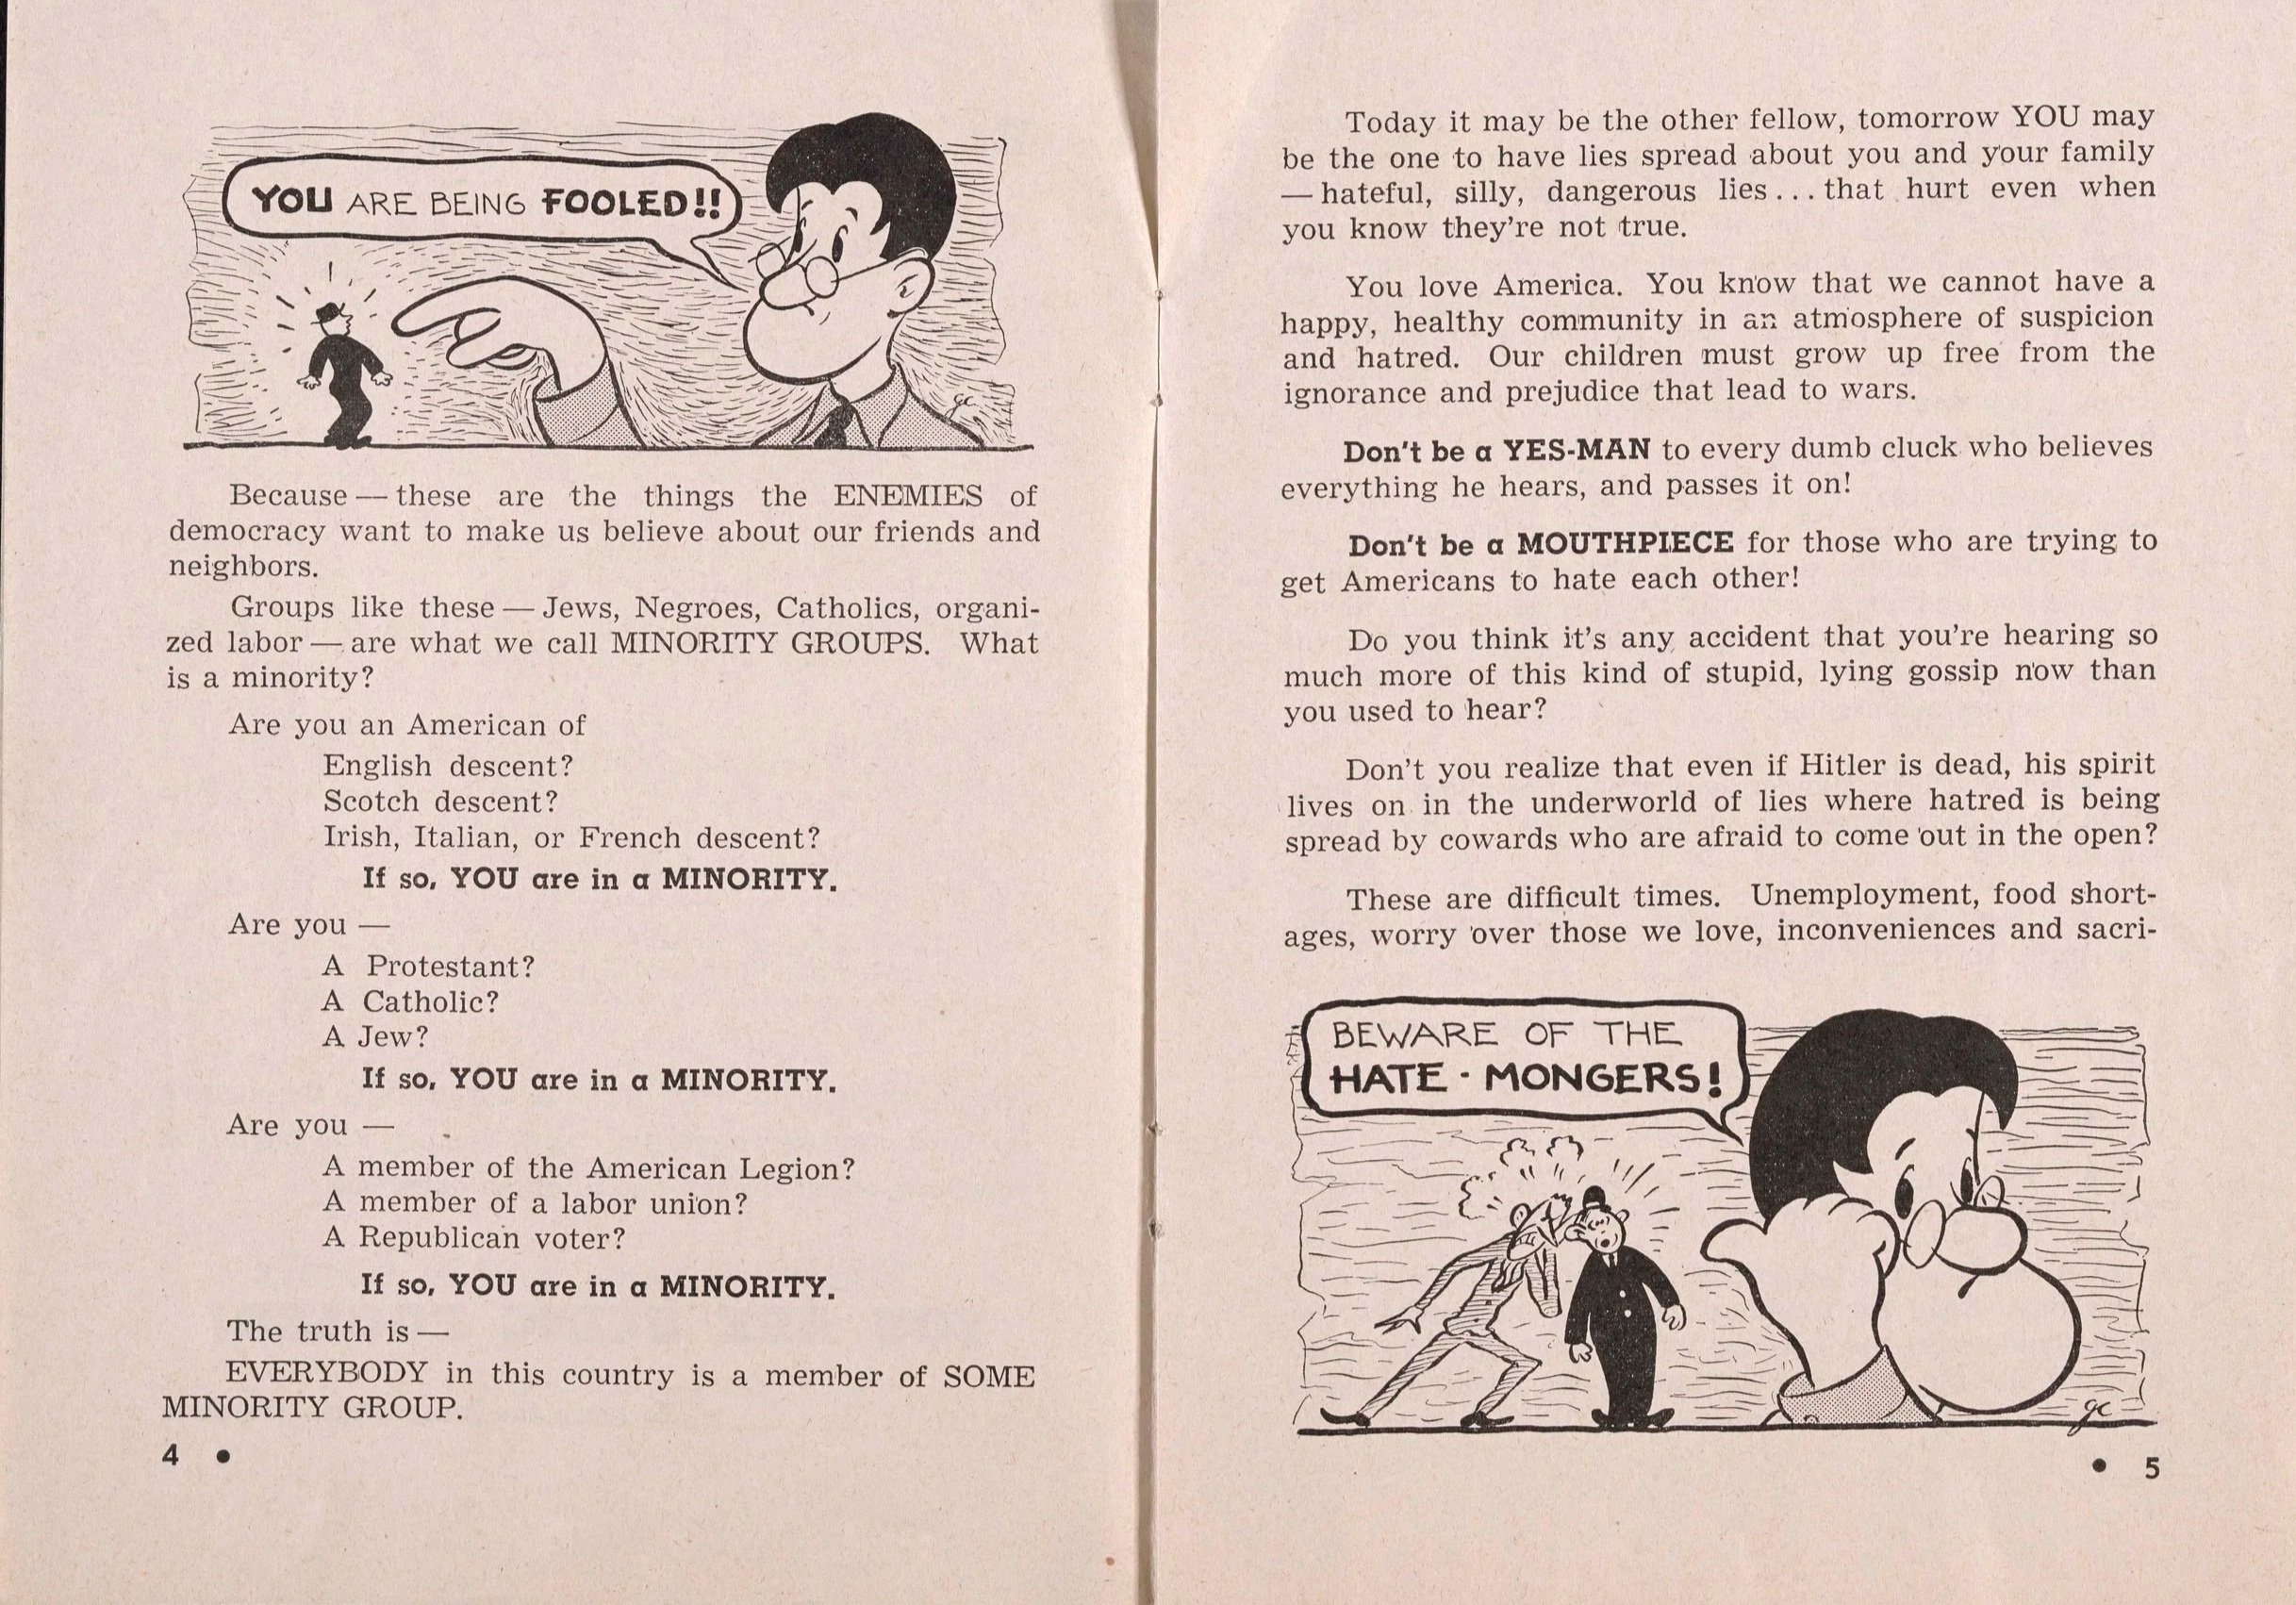 YOU ARE BEING FOOLED!!
gc
Because — these are the things the ENEMIES of
democracy want to make us believe about our friends and
neighbors.
Groups like these — Jews, Negroes, Catholics, organi-
zed labor — are what we call MINORITY GROUPS. What
is a minority?
Are you an American of
English descent?
Scotch descent?
Irish, Italian, or French descent?
If so, YOU are in a MINORITY.
Are you —
A Protestant?
A Catholic?
A Jew?
If so, YOU are in a MINORITY.
Are you —
A member of the American Legion?
A member of a labor union?
A Republican voter?
If so, YOU are in a MINORITY.
The truth is —
EVERYBODY in this country is a member of SOME
MINORITY GROUP.
4 •
Today it may be the other fellow, tomorrow YOU may
be the one to have lies spread about you and your family
— hateful, silly, dangerous lies . . . that hurt even when
you know they're not true.
You love America. You know that we cannot have a
happy, healthy community in an atmosphere of suspicion
and hatred. Our children must grow up free from the
ignorance and prejudice that lead to wars.
Don't be a YES-MAN to every dumb cluck who believes
everything he hears, and passes it on!
Don't be a MOUTHPIECE for those who are trying to
get Americans to hate each other!
Do you think it's any accident that you're hearing so
much more of this kind of stupid, lying gossip now than
you used to hear?
Don't you realize that even if Hitler is dead, his spirit
lives on in the underworld of lies where hatred is being
spread by cowards who are afraid to come out in the open?
These are difficult times. Unemployment, food short-
ages, worry over those we love, inconveniences and sacri-
BEWARE OF THE
HATE - MONGERS!
gc
• 5